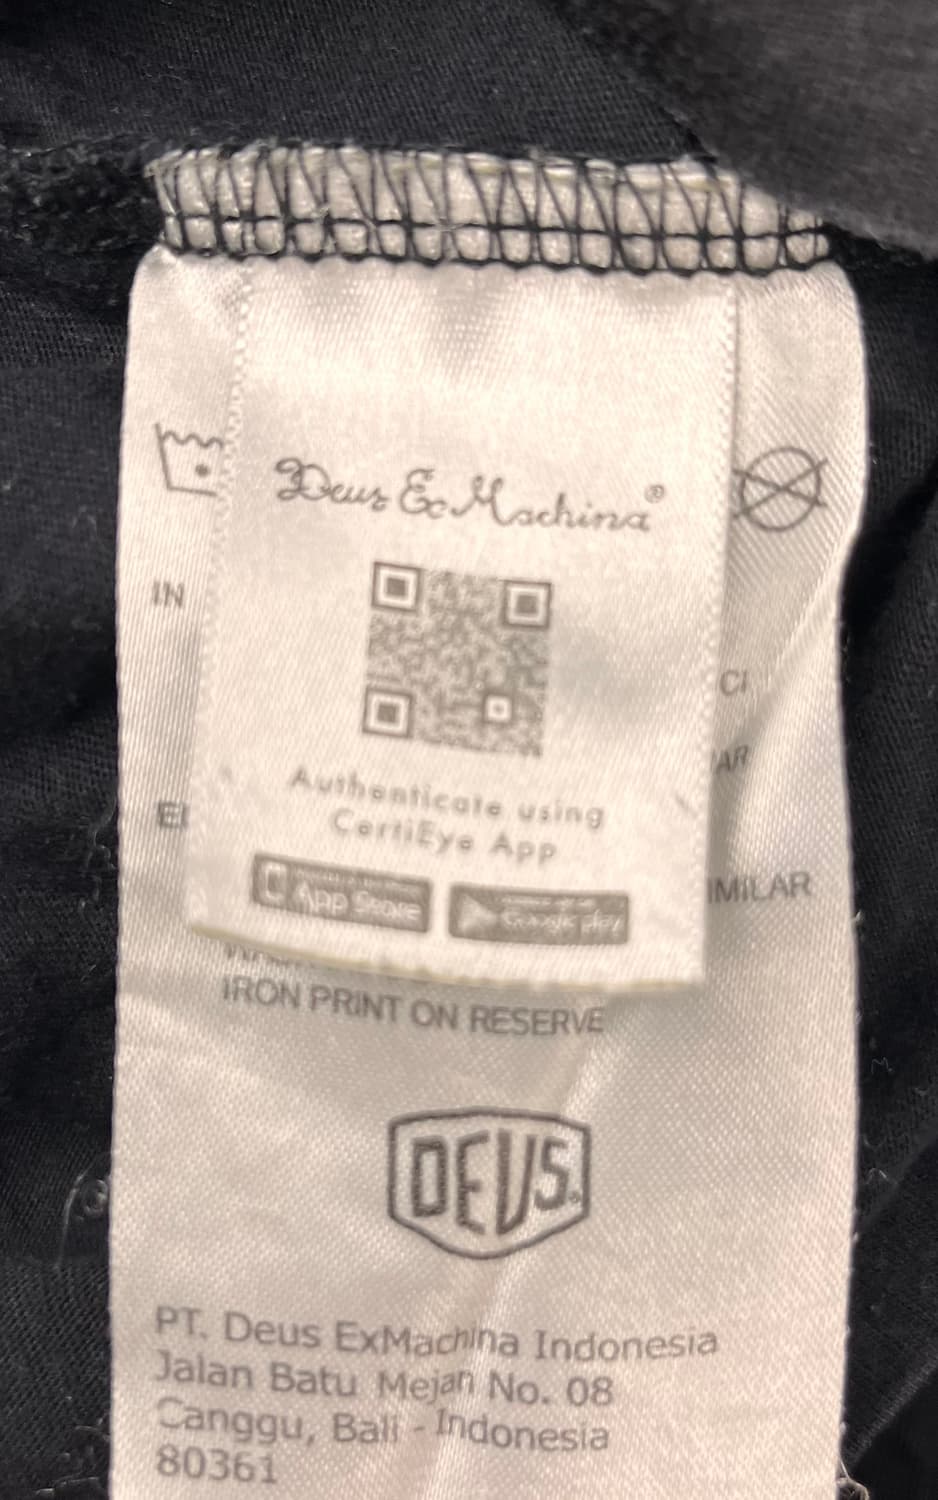 Deus Ex Machina®
IN
CI
AR
Authenticate using
CertiEye App
App Store
Google play
MILAR
IRON PRINT ON RESERVE
DEUS.
PT. Deus ExMachina Indonesia
Jalan Batu Mejan No. 08
Canggu, Bali - Indonesia
80361